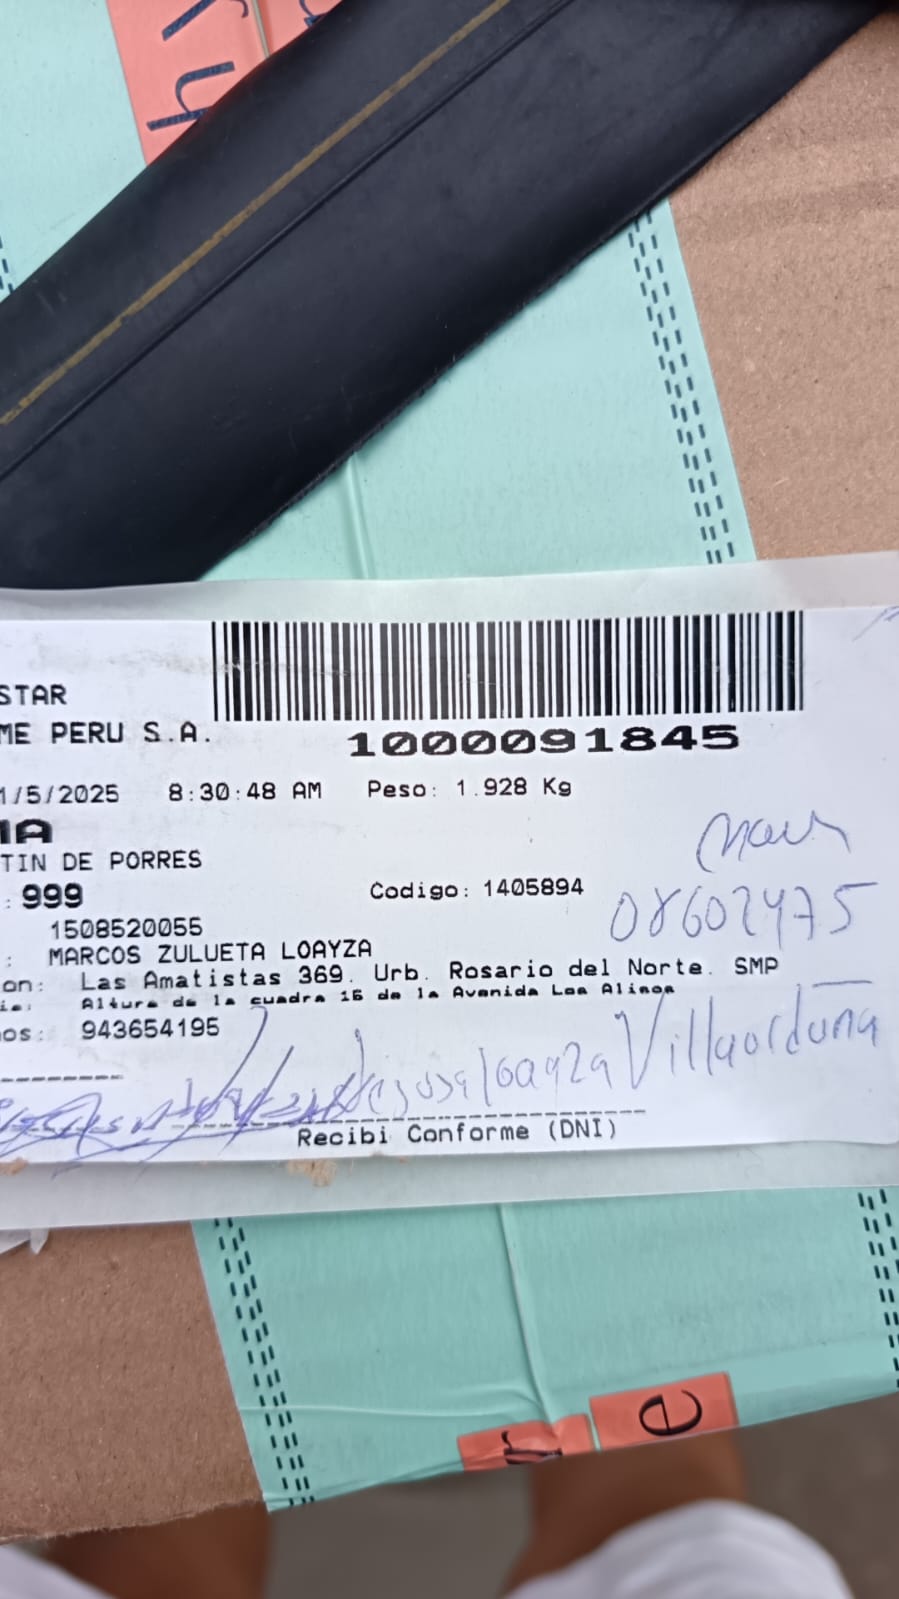 h
STAR
ME PERU S.A.
1000091845
1/5/2025 8:30:48 AM Peso: 1.928 Kg
MA
TIN DE PORRES
: 999 Codigo: 1405894
1508520055
08602475
: MARCOS ZULUETA LOAYZA
on: Las Amatistas 369. Urb. Rosario del Norte. SMP
ia: Altura de la cuadra 16 de la Avenida Los Alisos
os: 943654195
Jesusa loayza Villaorduña
Recibi Conforme (DNI)
r e